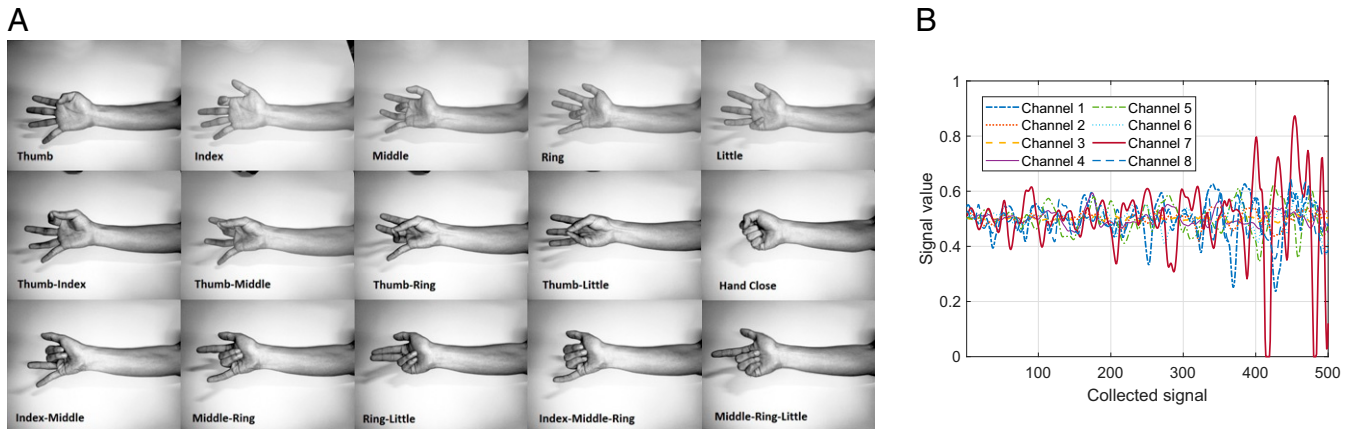 A
Thumb
Index
Middle
Ring
Little
Thumb-Index
Thumb-Middle
Thumb-Ring
Thumb-Little
Hand Close
Index-Middle
Middle-Ring
Ring-Little
Index-Middle-Ring
Middle-Ring-Little
B
1
0.8
0.6
0.4
0.2
0
Signal value
Channel 1
Channel 2
Channel 3
Channel 4
Channel 5
Channel 6
Channel 7
Channel 8
100
200
300
400
500
Collected signal